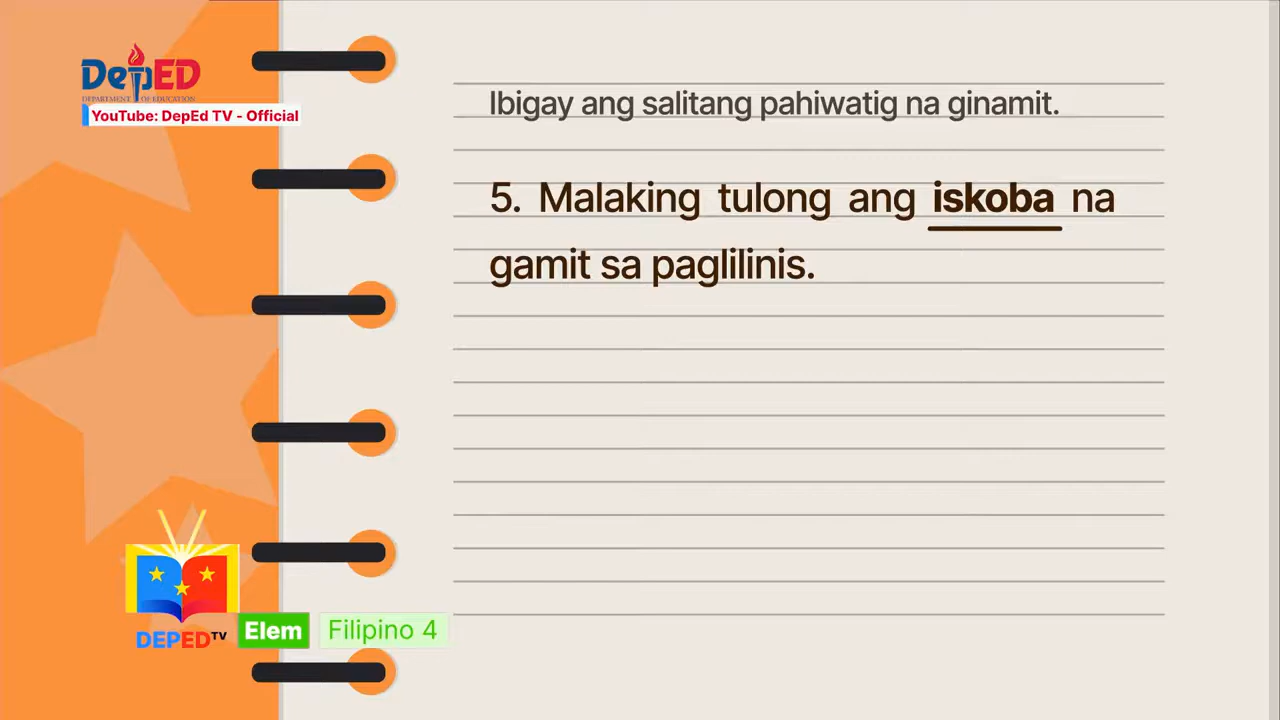 DepED
DEPARTMENT OF EDUCATION
YouTube: DepEd TV - Official
Ibigay ang salitang pahiwatig na ginamit.
5. Malaking tulong ang iskoba na
gamit sa paglilinis.
DEPED TV
Elem
Filipino 4